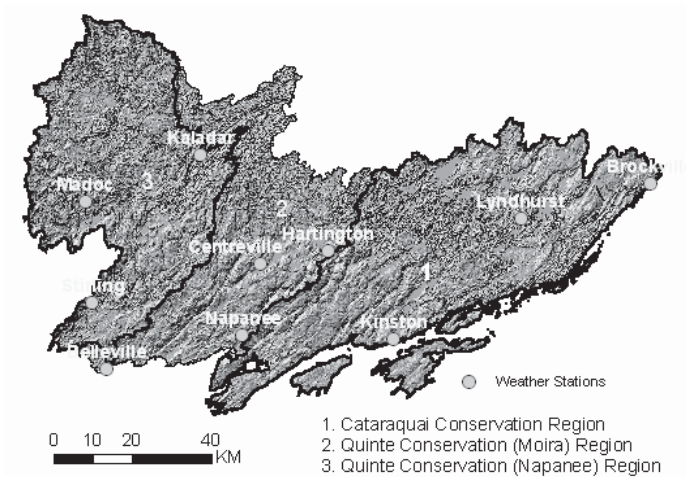 Kaladar
Madoc
3
2
Brockville
Lyndhurst
Hartington
Centreville
1
Stirling
Napanee
Kinston
Belleville
Weather Stations
0 10 20 40
KM
1. Cataraquai Conservation Region
2. Quinte Conservation (Moira) Region
3. Quinte Conservation (Napanee) Region